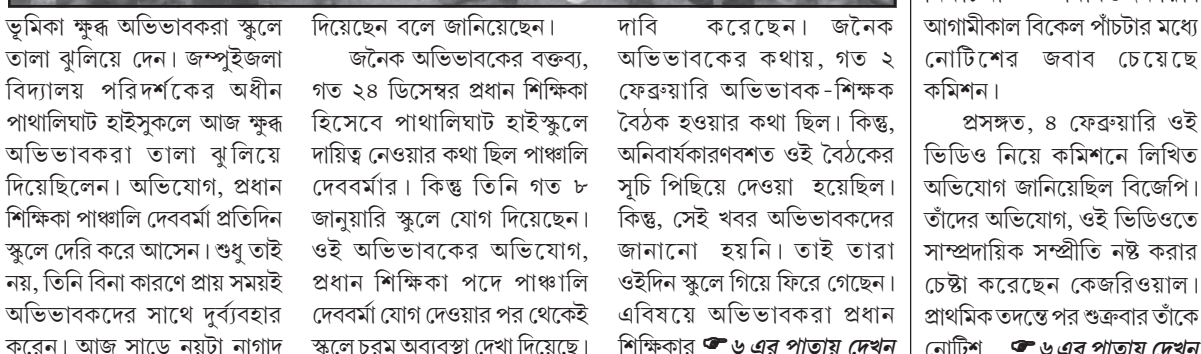 ভূমিকা ক্ষুব্ধ অভিভাবকরা স্কুলে
তালা ঝুলিয়ে দেন। জম্পুইজলা
বিদ্যালয় পরিদর্শকের অধীন
পাথালিঘাট হাইসুকলে আজ ক্ষুব্ধ
অভিভাবকরা তালা ঝুলিয়ে
দিয়েছিলেন। অভিযোগ, প্রধান
শিক্ষিকা পাঞ্চালি দেববর্মা প্রতিদিন
স্কুলে দেরি করে আসেন। শুধু তাই
নয়, তিনি বিনা কারণে প্রায় সময়ই
অভিভাবকদের সাথে দুর্ব্যবহার
করেন। আজ সাড়ে নয়টা নাগাদ
দিয়েছেন বলে জানিয়েছেন।
জনৈক অভিভাবকের বক্তব্য,
গত ২৪ ডিসেম্বর প্রধান শিক্ষিকা
হিসেবে পাথালিঘাট হাইস্কুলে
দায়িত্ব নেওয়ার কথা ছিল পাঞ্চালি
দেববর্মার। কিন্তু তিনি গত ৮
জানুয়ারি স্কুলে যোগ দিয়েছেন।
ওই অভিভাবকের অভিযোগ,
প্রধান শিক্ষিকা পদে পাঞ্চালি
দেববর্মা যোগ দেওয়ার পর থেকেই
স্কুলে চরম অব্যবস্থা দেখা দিয়েছে।
দাবি করেছেন। জনৈক
অভিভাবকের কথায়, গত ২
ফেব্রুয়ারি অভিভাবক-শিক্ষক
বৈঠক হওয়ার কথা ছিল। কিন্তু,
অনিবার্যকারণবশত ওই বৈঠকের
সূচি পিছিয়ে দেওয়া হয়েছিল।
কিন্তু, সেই খবর অভিভাবকদের
জানানো হয়নি। তাই তারা
ওইদিন স্কুলে গিয়ে ফিরে গেছেন।
এবিষয়ে অভিভাবকরা প্রধান
শিক্ষিকার ☛ ৬ এর পাতায় দেখুন
আগামীকাল বিকেল পাঁচটার মধ্যে
নোটিশের জবাব চেয়েছে
কমিশন।
প্রসঙ্গত, ৪ ফেব্রুয়ারি ওই
ভিডিও নিয়ে কমিশনে লিখিত
অভিযোগ জানিয়েছিল বিজেপি।
তাঁদের অভিযোগ, ওই ভিডিওতে
সাম্প্রদায়িক সম্প্রীতি নষ্ট করার
চেষ্টা করেছেন কেজরিওয়াল।
প্রাথমিক তদন্তে পর শুক্রবার তাঁকে
নোটিশ ☛ ৬ এর পাতায় দেখুন